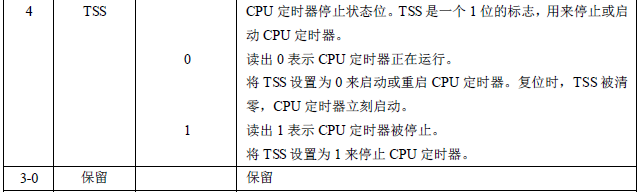 4 TSS CPU 定时器停止状态位。TSS 是一个 1 位的标志，用来停止或启
动 CPU 定时器。
0 读出 0 表示 CPU 定时器正在运行。
将 TSS 设置为 0 来启动或重启 CPU 定时器。复位时，TSS 被清
零，CPU 定时器立刻启动。
1 读出 1 表示 CPU 定时器被停止。
将 TSS 设置为 1 来停止 CPU 定时器。
3-0 保留 保留